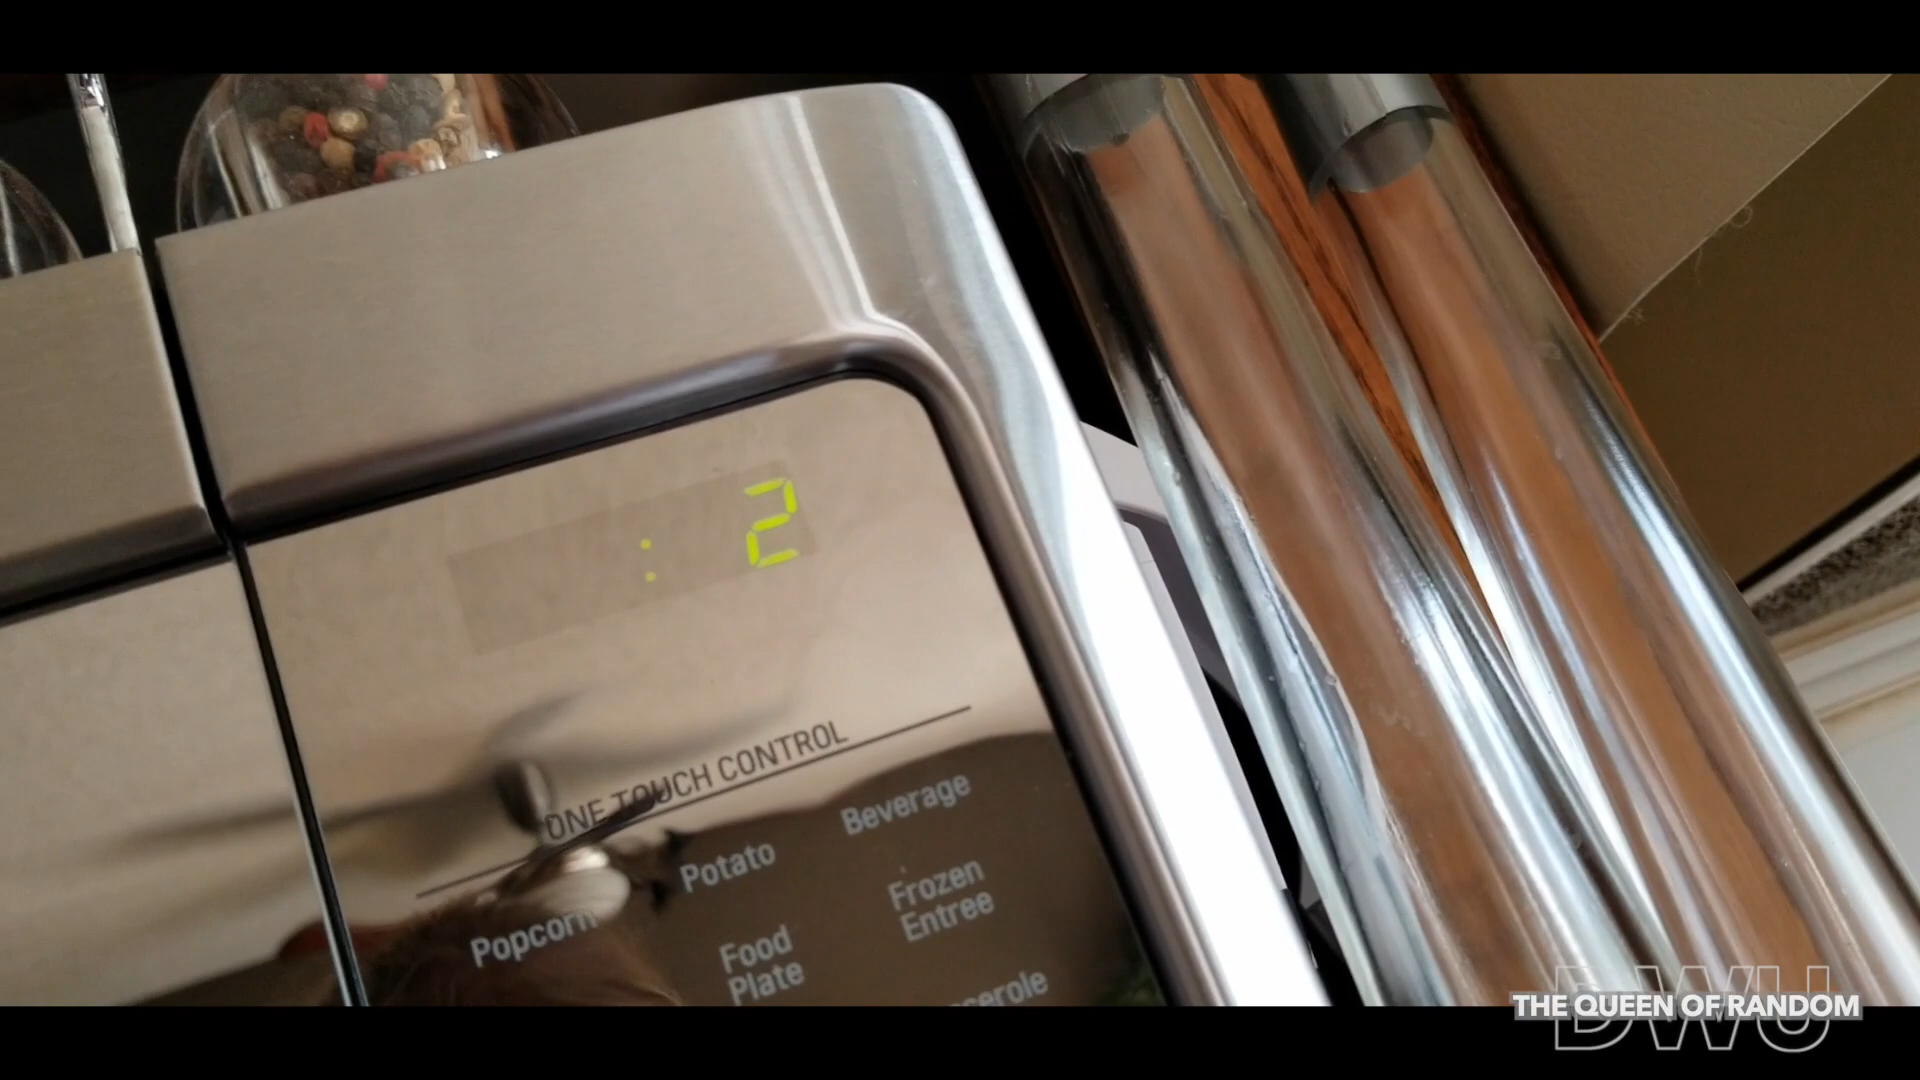 : 2
ONE TOUCH CONTROL
Popcorn
Potato
Beverage
Food
Plate
Frozen
Entree
THE QUEEN OF RANDOM
DWU